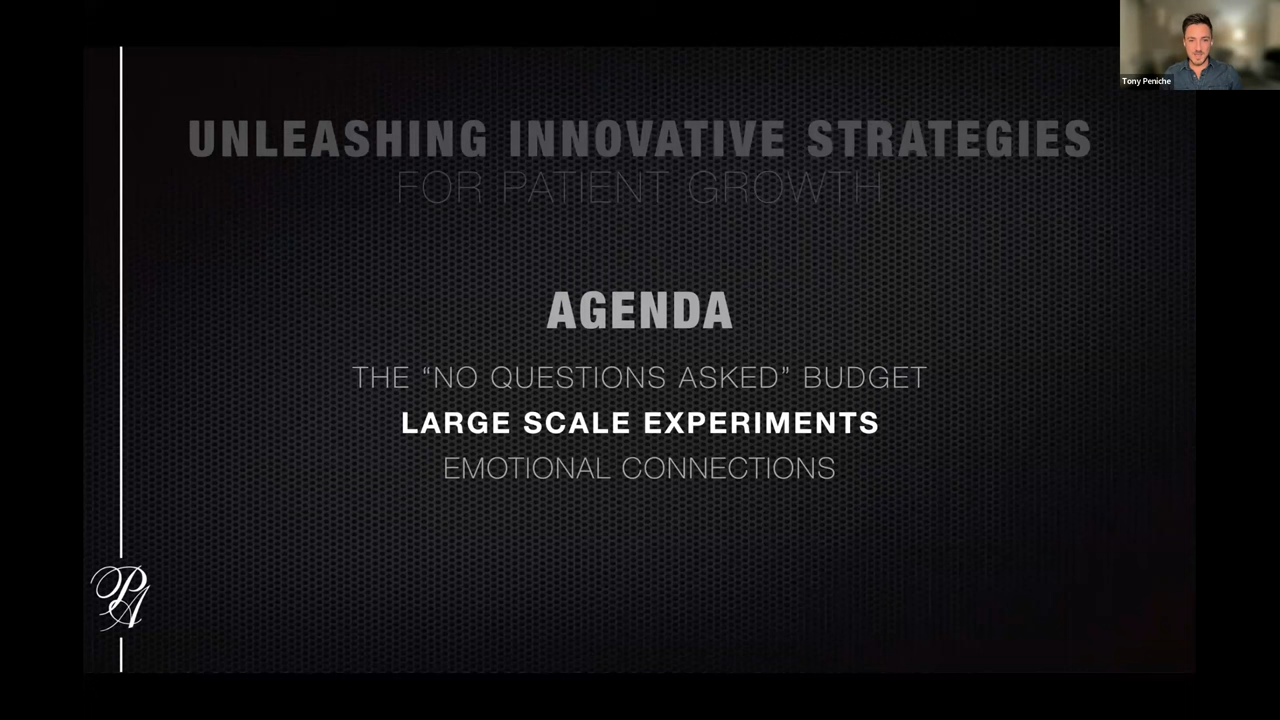 Tony Peniche
UNLEASHING INNOVATIVE STRATEGIES
FOR PATIENT GROWTH
AGENDA
THE “NO QUESTIONS ASKED” BUDGET
LARGE SCALE EXPERIMENTS
EMOTIONAL CONNECTIONS
PA